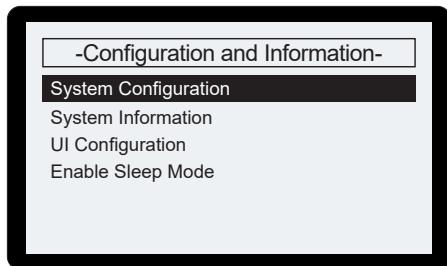 -Configuration and Information-
System Configuration
System Information
UI Configuration
Enable Sleep Mode